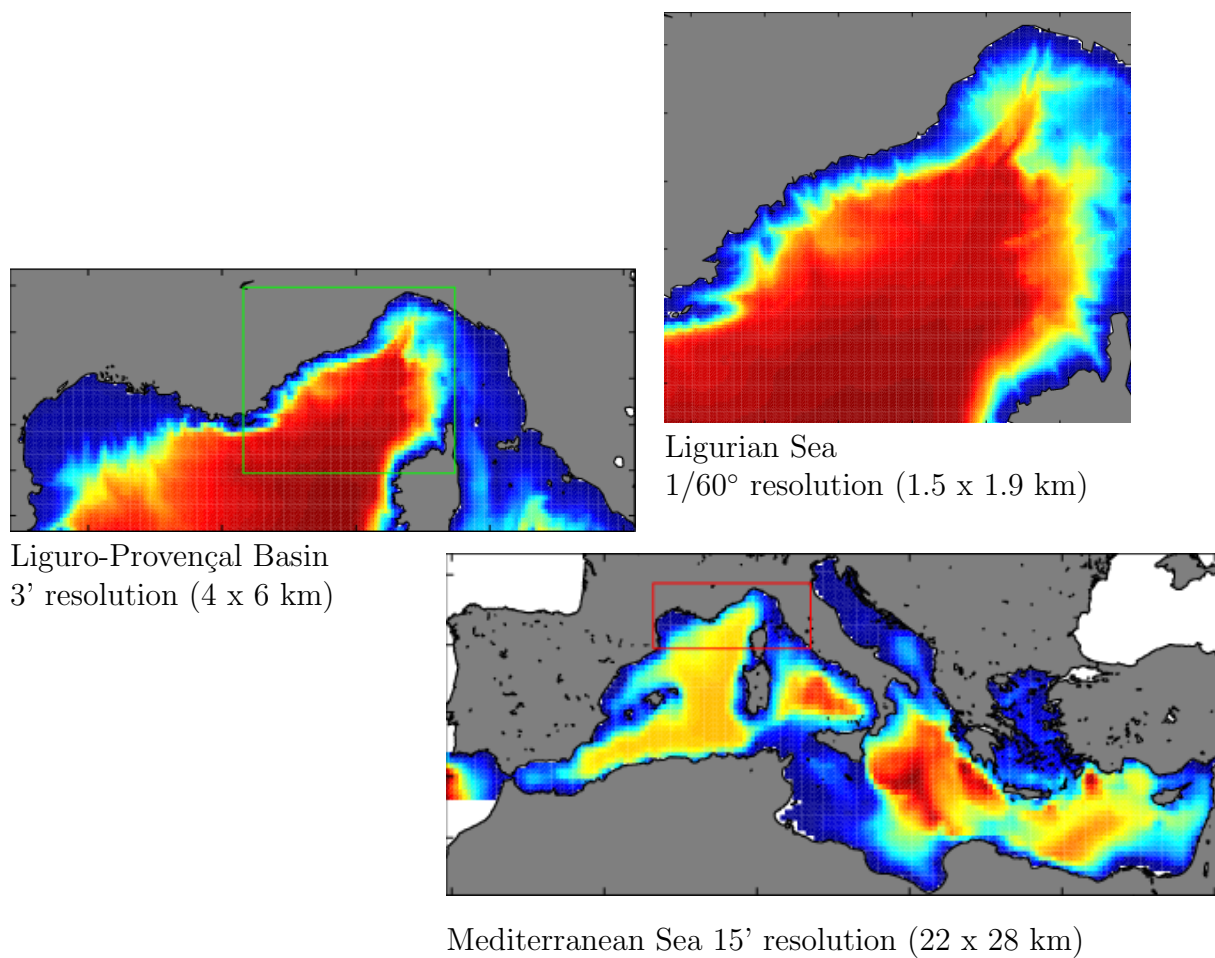 Ligurian Sea
1/60° resolution (1.5 x 1.9 km)
Liguro-Provençal Basin
3' resolution (4 x 6 km)
Mediterranean Sea 15' resolution (22 x 28 km)